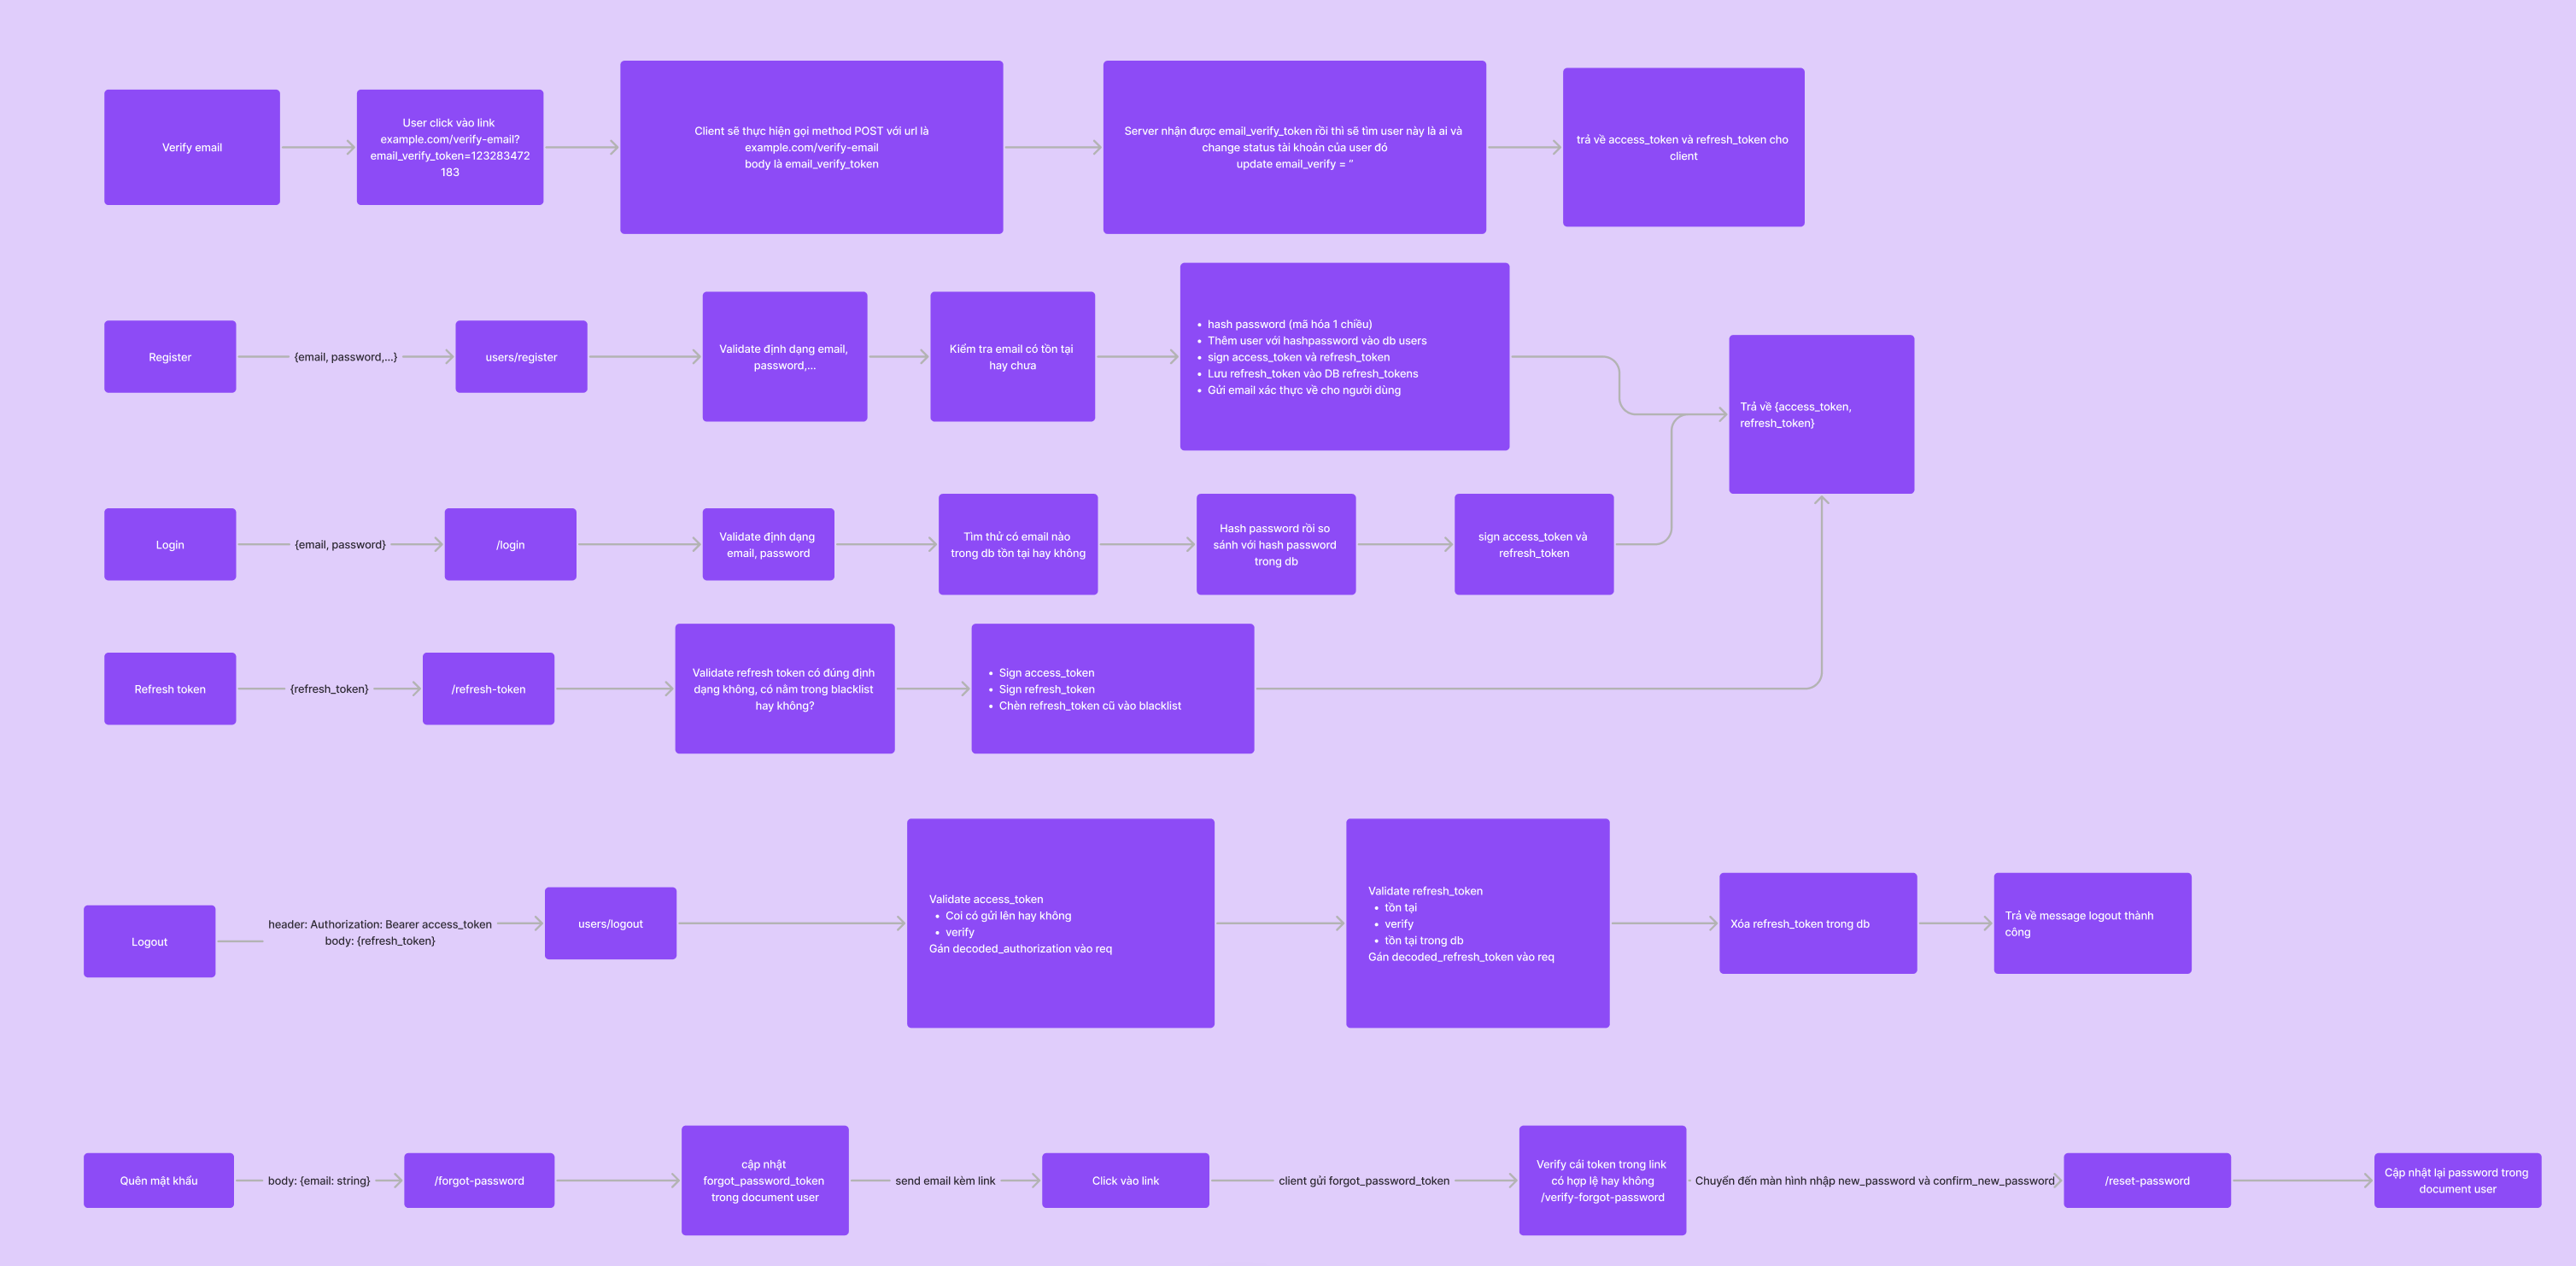 Verify email
User click vào link
example.com/verify-email?
email_verify_token=123283472
183
Client sẽ thực hiện gọi method POST với url là
example.com/verify-email
body là email_verify_token
Server nhận được email_verify_token rồi thì sẽ tìm user này là ai và
change status tài khoản của user đó
update email_verify = ''
trả về access_token và refresh_token cho
client
Register
{email, password,...}
users/register
Validate định dạng email,
password,...
Kiểm tra email có tồn tại
hay chưa
• hash password (mã hóa 1 chiều)
• Thêm user với hashpassword vào db users
• sign access_token và refresh_token
• Lưu refresh_token vào DB refresh_tokens
• Gửi email xác thực về cho người dùng
Trả về {access_token,
refresh_token}
Login
{email, password}
/login
Validate định dạng
email, password
Tìm thử có email nào
trong db tồn tại hay không
Hash password rồi so
sánh với hash password
trong db
sign access_token và
refresh_token
Refresh token
{refresh_token}
/refresh-token
Validate refresh token có đúng định
dạng không, có nằm trong blacklist
hay không?
• Sign access_token
• Sign refresh_token
• Chèn refresh_token cũ vào blacklist
Logout
header: Authorization: Bearer access_token
body: {refresh_token}
users/logout
Validate access_token
• Coi có gửi lên hay không
• verify
Gán decoded_authorization vào req
Validate refresh_token
• tồn tại
• verify
• tồn tại trong db
Gán decoded_refresh_token vào req
Xóa refresh_token trong db
Trả về message logout thành
công
Quên mật khẩu
body: {email: string}
/forgot-password
cập nhật
forgot_password_token
trong document user
send email kèm link
Click vào link
client gửi forgot_password_token
Verify cái token trong link
có hợp lệ hay không
/verify-forgot-password
Chuyển đến màn hình nhập new_password và confirm_new_password
/reset-password
Cập nhật lại password trong
document user